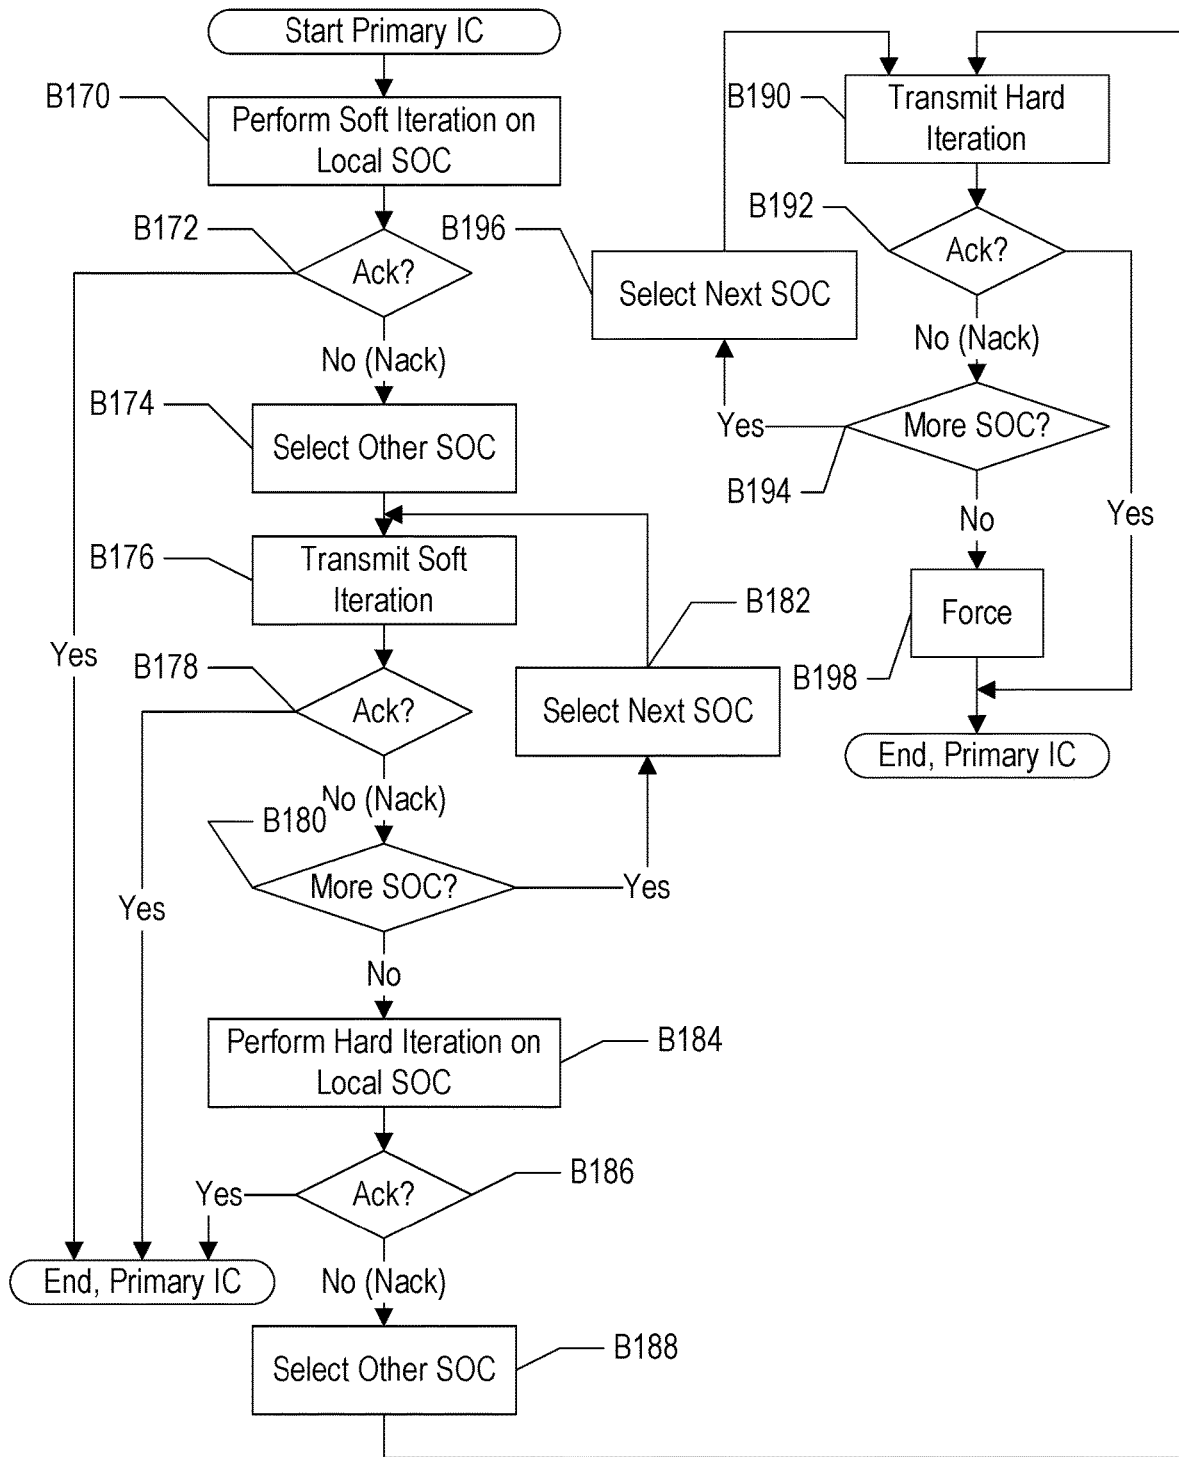 Start Primary IC
B170
Perform Soft Iteration on
Local SOC
B172
Ack?
No (Nack)
Yes
B174
Select Other SOC
B176
Transmit Soft
Iteration
B178
Ack?
No (Nack)
Yes
B180
More SOC?
Yes
B182
Select Next SOC
No
Perform Hard Iteration on
Local SOC
B184
Ack?
B186
Yes
End, Primary IC
No (Nack)
Select Other SOC
B188
B190
Transmit Hard
Iteration
B192
Ack?
No (Nack)
Yes
B194
More SOC?
Yes
B196
Select Next SOC
No
Force
B198
End, Primary IC